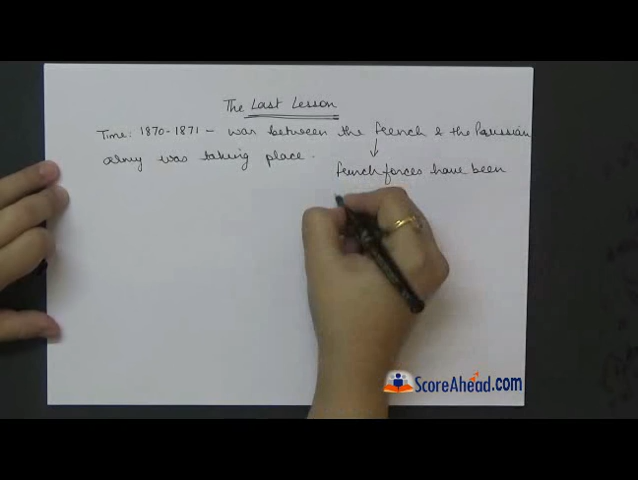 The Last Lesson
Time: 1870-1871 - war between the french & the Prussian
army was taking place.
french forces have been
ScoreAhead.com